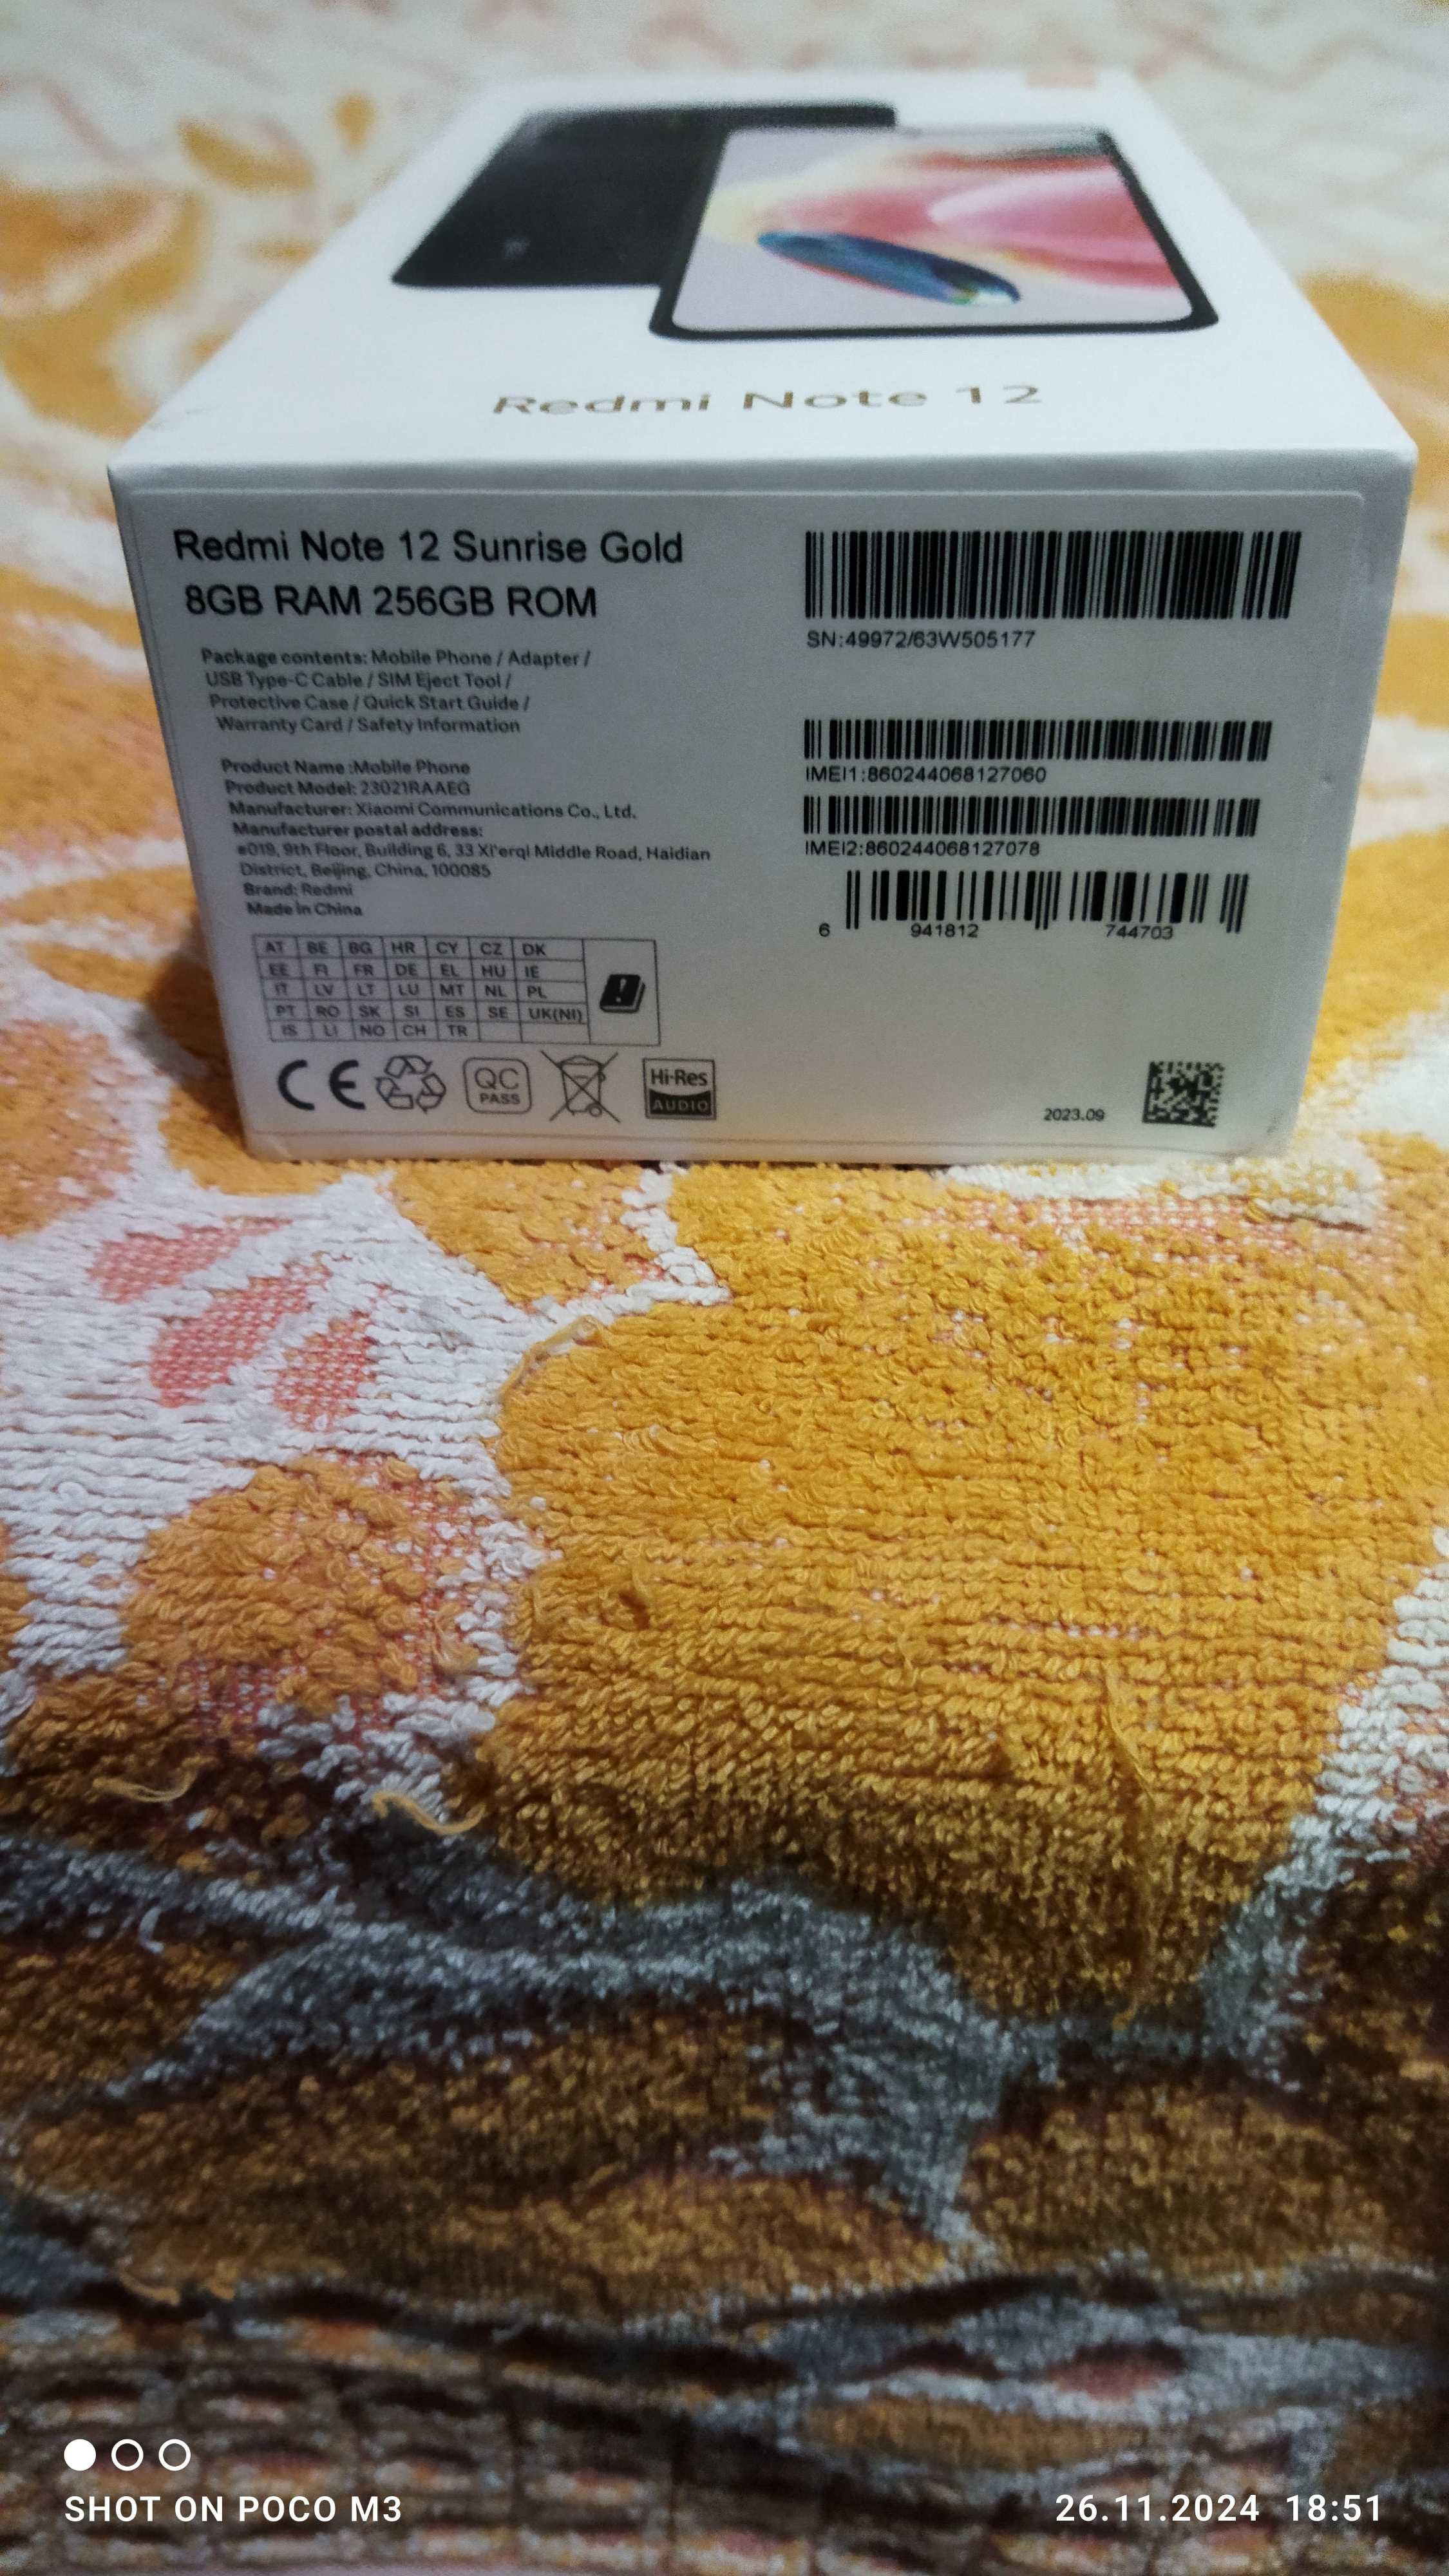 Redmi Note 12
Redmi Note 12 Sunrise Gold
8GB RAM 256GB ROM
Package contents: Mobile Phone / Adapter /
USB Type-C Cable / SIM Eject Tool /
Protective Case / Quick Start Guide /
Warranty Card / Safety Information
Product Name :Mobile Phone
Product Model: 23021RAAEG
Manufacturer: Xiaomi Communications Co., Ltd.
Manufacturer postal address:
#019, 9th Floor, Building 6, 33 Xi'erqi Middle Road, Haidian
District, Beijing, China, 100085
Brand: Redmi
Made in China
AT BE BG HR CY CZ DK
EE FI FR DE EL HU IE
IT LV LT LU MT NL PL
PT RO SK SI ES SE UK(NI)
IS LI NO CH TR
CE
QC
PASS
Hi-Res
AUDIO
SN:49972/63W505177
IMEI1:860244068127060
IMEI2:860244068127078
6 941812 744703
2023.09
SHOT ON POCO M3
26.11.2024 18:51